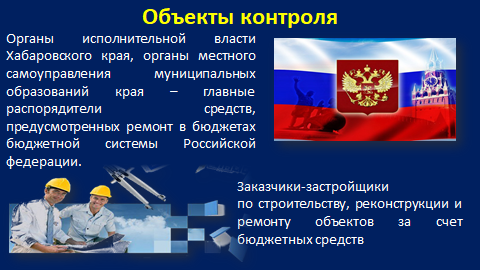 Объекты контроля
Органы исполнительной власти
Хабаровского края, органы местного
самоуправления муниципальных
образований края – главные
распорядители средств,
предусмотренных ремонт в бюджетах
бюджетной системы Российской
федерации.
Заказчики-застройщики
по строительству, реконструкции и
ремонту объектов за счет
бюджетных средств